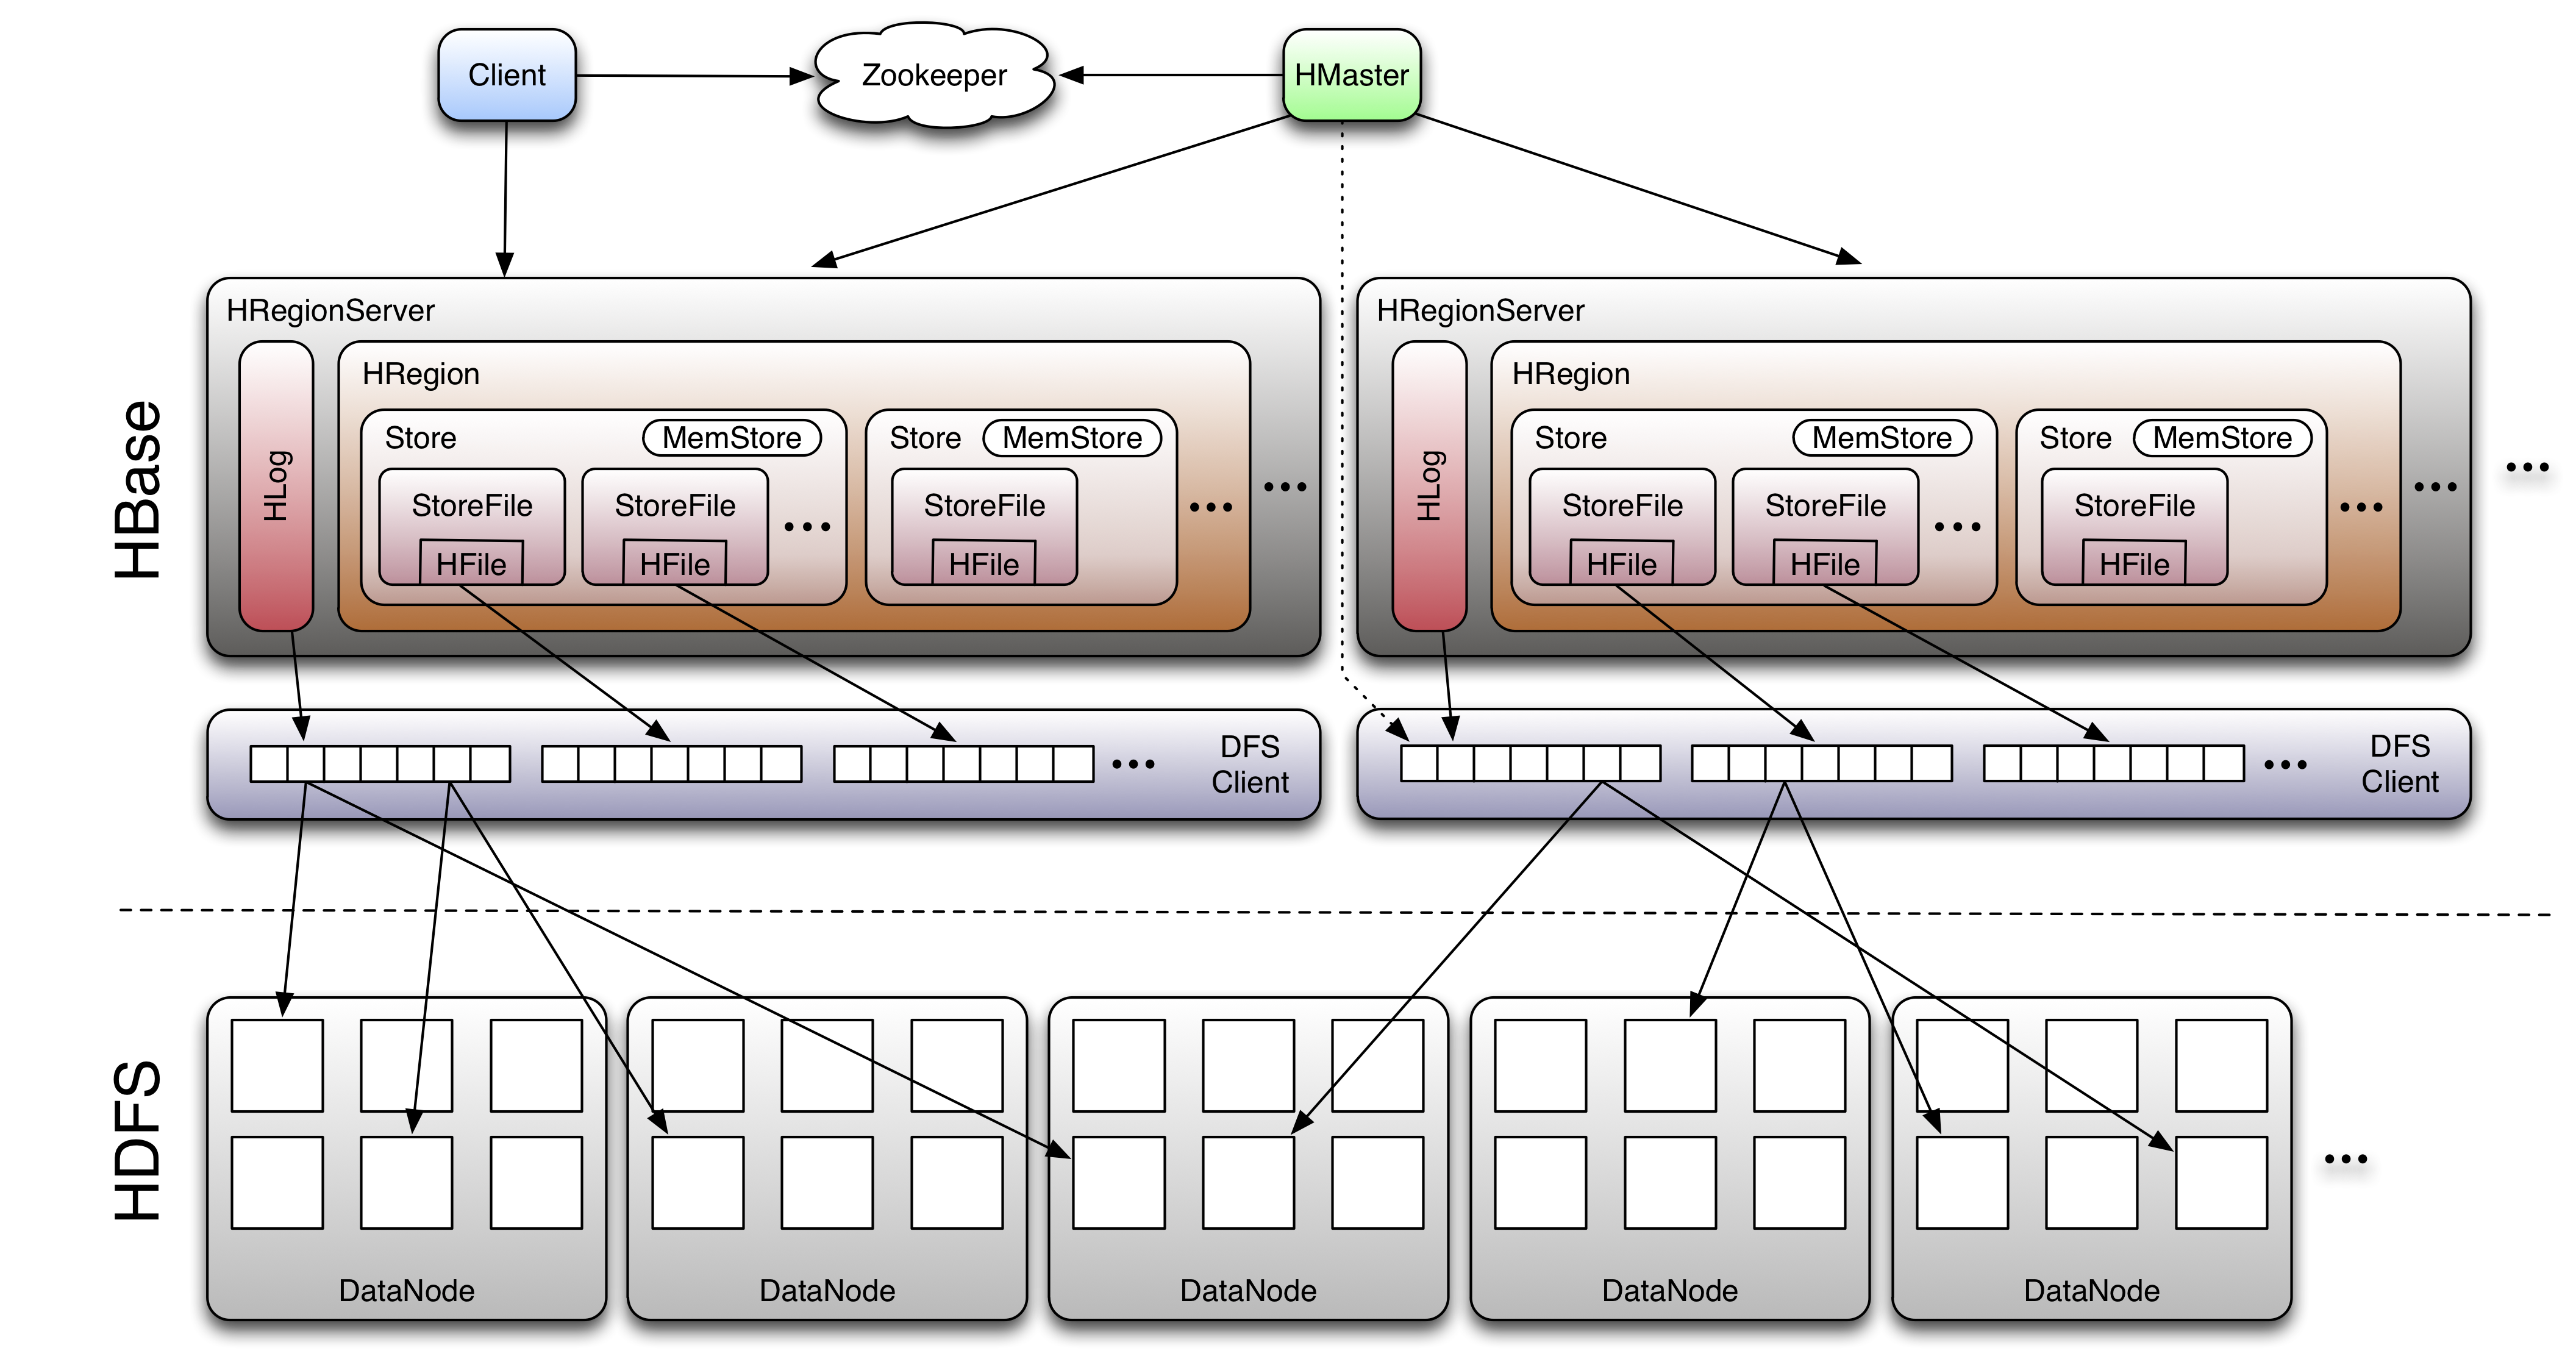 Client
Zookeeper
HMaster
HBase
HRegionServer
HLog
HRegion
Store
MemStore
StoreFile
HFile
StoreFile
HFile
Store
MemStore
StoreFile
HFile
HRegionServer
HLog
HRegion
Store
MemStore
StoreFile
HFile
StoreFile
HFile
Store
MemStore
StoreFile
HFile
DFS
Client
DFS
Client
HDFS
DataNode
DataNode
DataNode
DataNode
DataNode